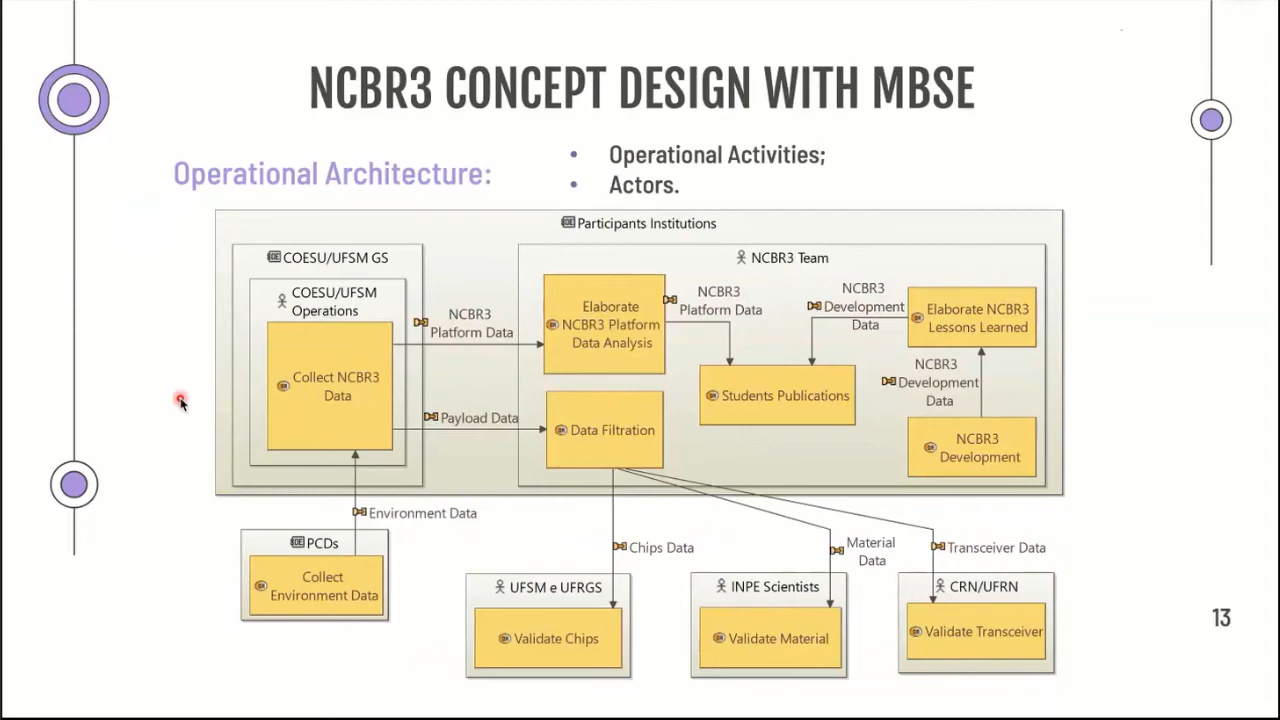 NCBR3 CONCEPT DESIGN WITH MBSE
Operational Architecture:
• Operational Activities;
• Actors.
Participants Institutions
COESU/UFSM GS
COESU/UFSM
Operations
Collect NCBR3
Data
NCBR3
Platform Data
Payload Data
NCBR3 Team
Elaborate
NCBR3 Platform
Data Analysis
Data Filtration
NCBR3
Platform Data
Students Publications
NCBR3
Development
Data
Elaborate NCBR3
Lessons Learned
NCBR3
Development
Data
NCBR3
Development
Environment Data
PCDs
Collect
Environment Data
Chips Data
Material
Data
Transceiver Data
UFSM e UFRGS
Validate Chips
INPE Scientists
Validate Material
CRN/UFRN
Validate Transceiver
13